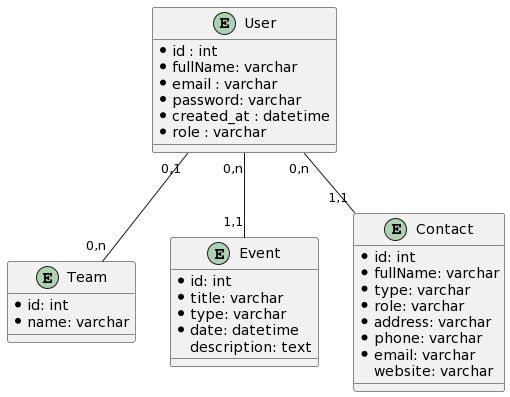 E User
id : int
fullName: varchar
email : varchar
password: varchar
created_at : datetime
role : varchar
0,1
0,n
0,n
0,n
1,1
1,1
E Team
id: int
name: varchar
E Event
id: int
title: varchar
type: varchar
date: datetime
description: text
E Contact
id: int
fullName: varchar
type: varchar
role: varchar
address: varchar
phone: varchar
email: varchar
website: varchar